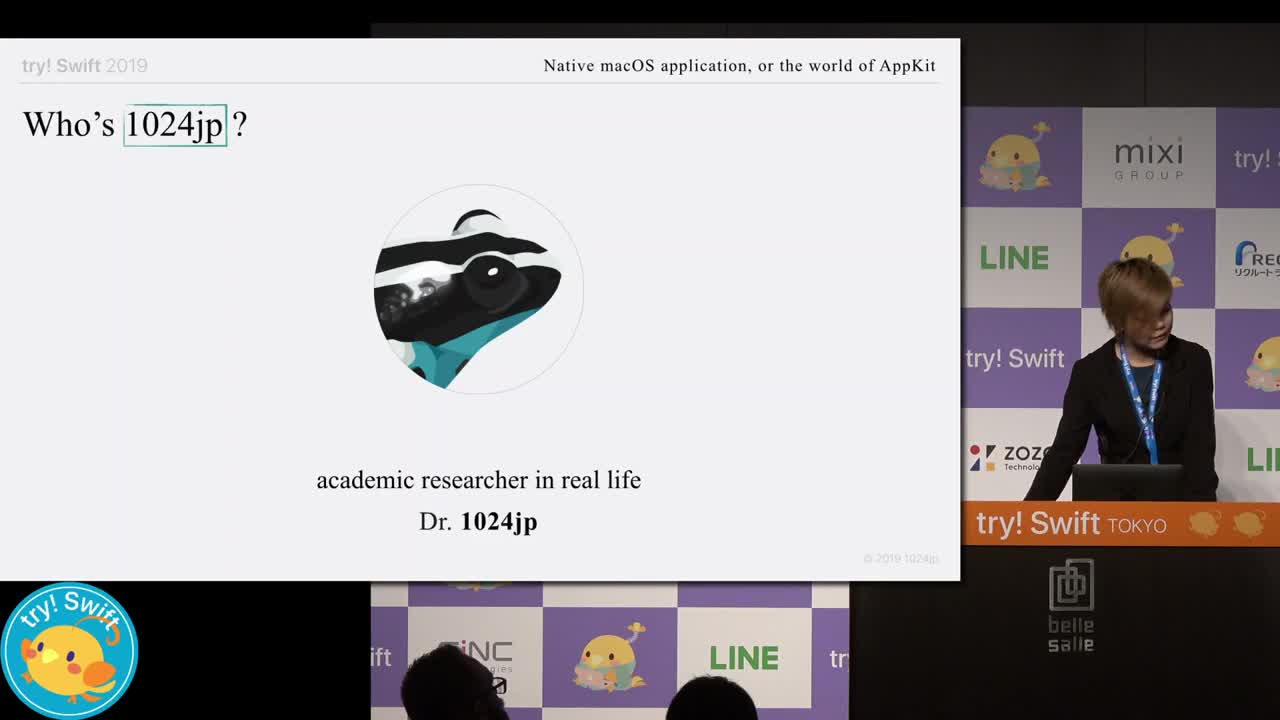 try! Swift 2019
Native macOS application, or the world of AppKit
Who's 1024jp ?
academic researcher in real life
Dr. 1024jp
© 2019 1024jp
mixi
GROUP
try!
LINE
REC
リクルートラ
try! Swift
ZOZO
Technolo
LI
try! Swift TOKYO
belle
salle
try! Swift
ift
LINE
tr